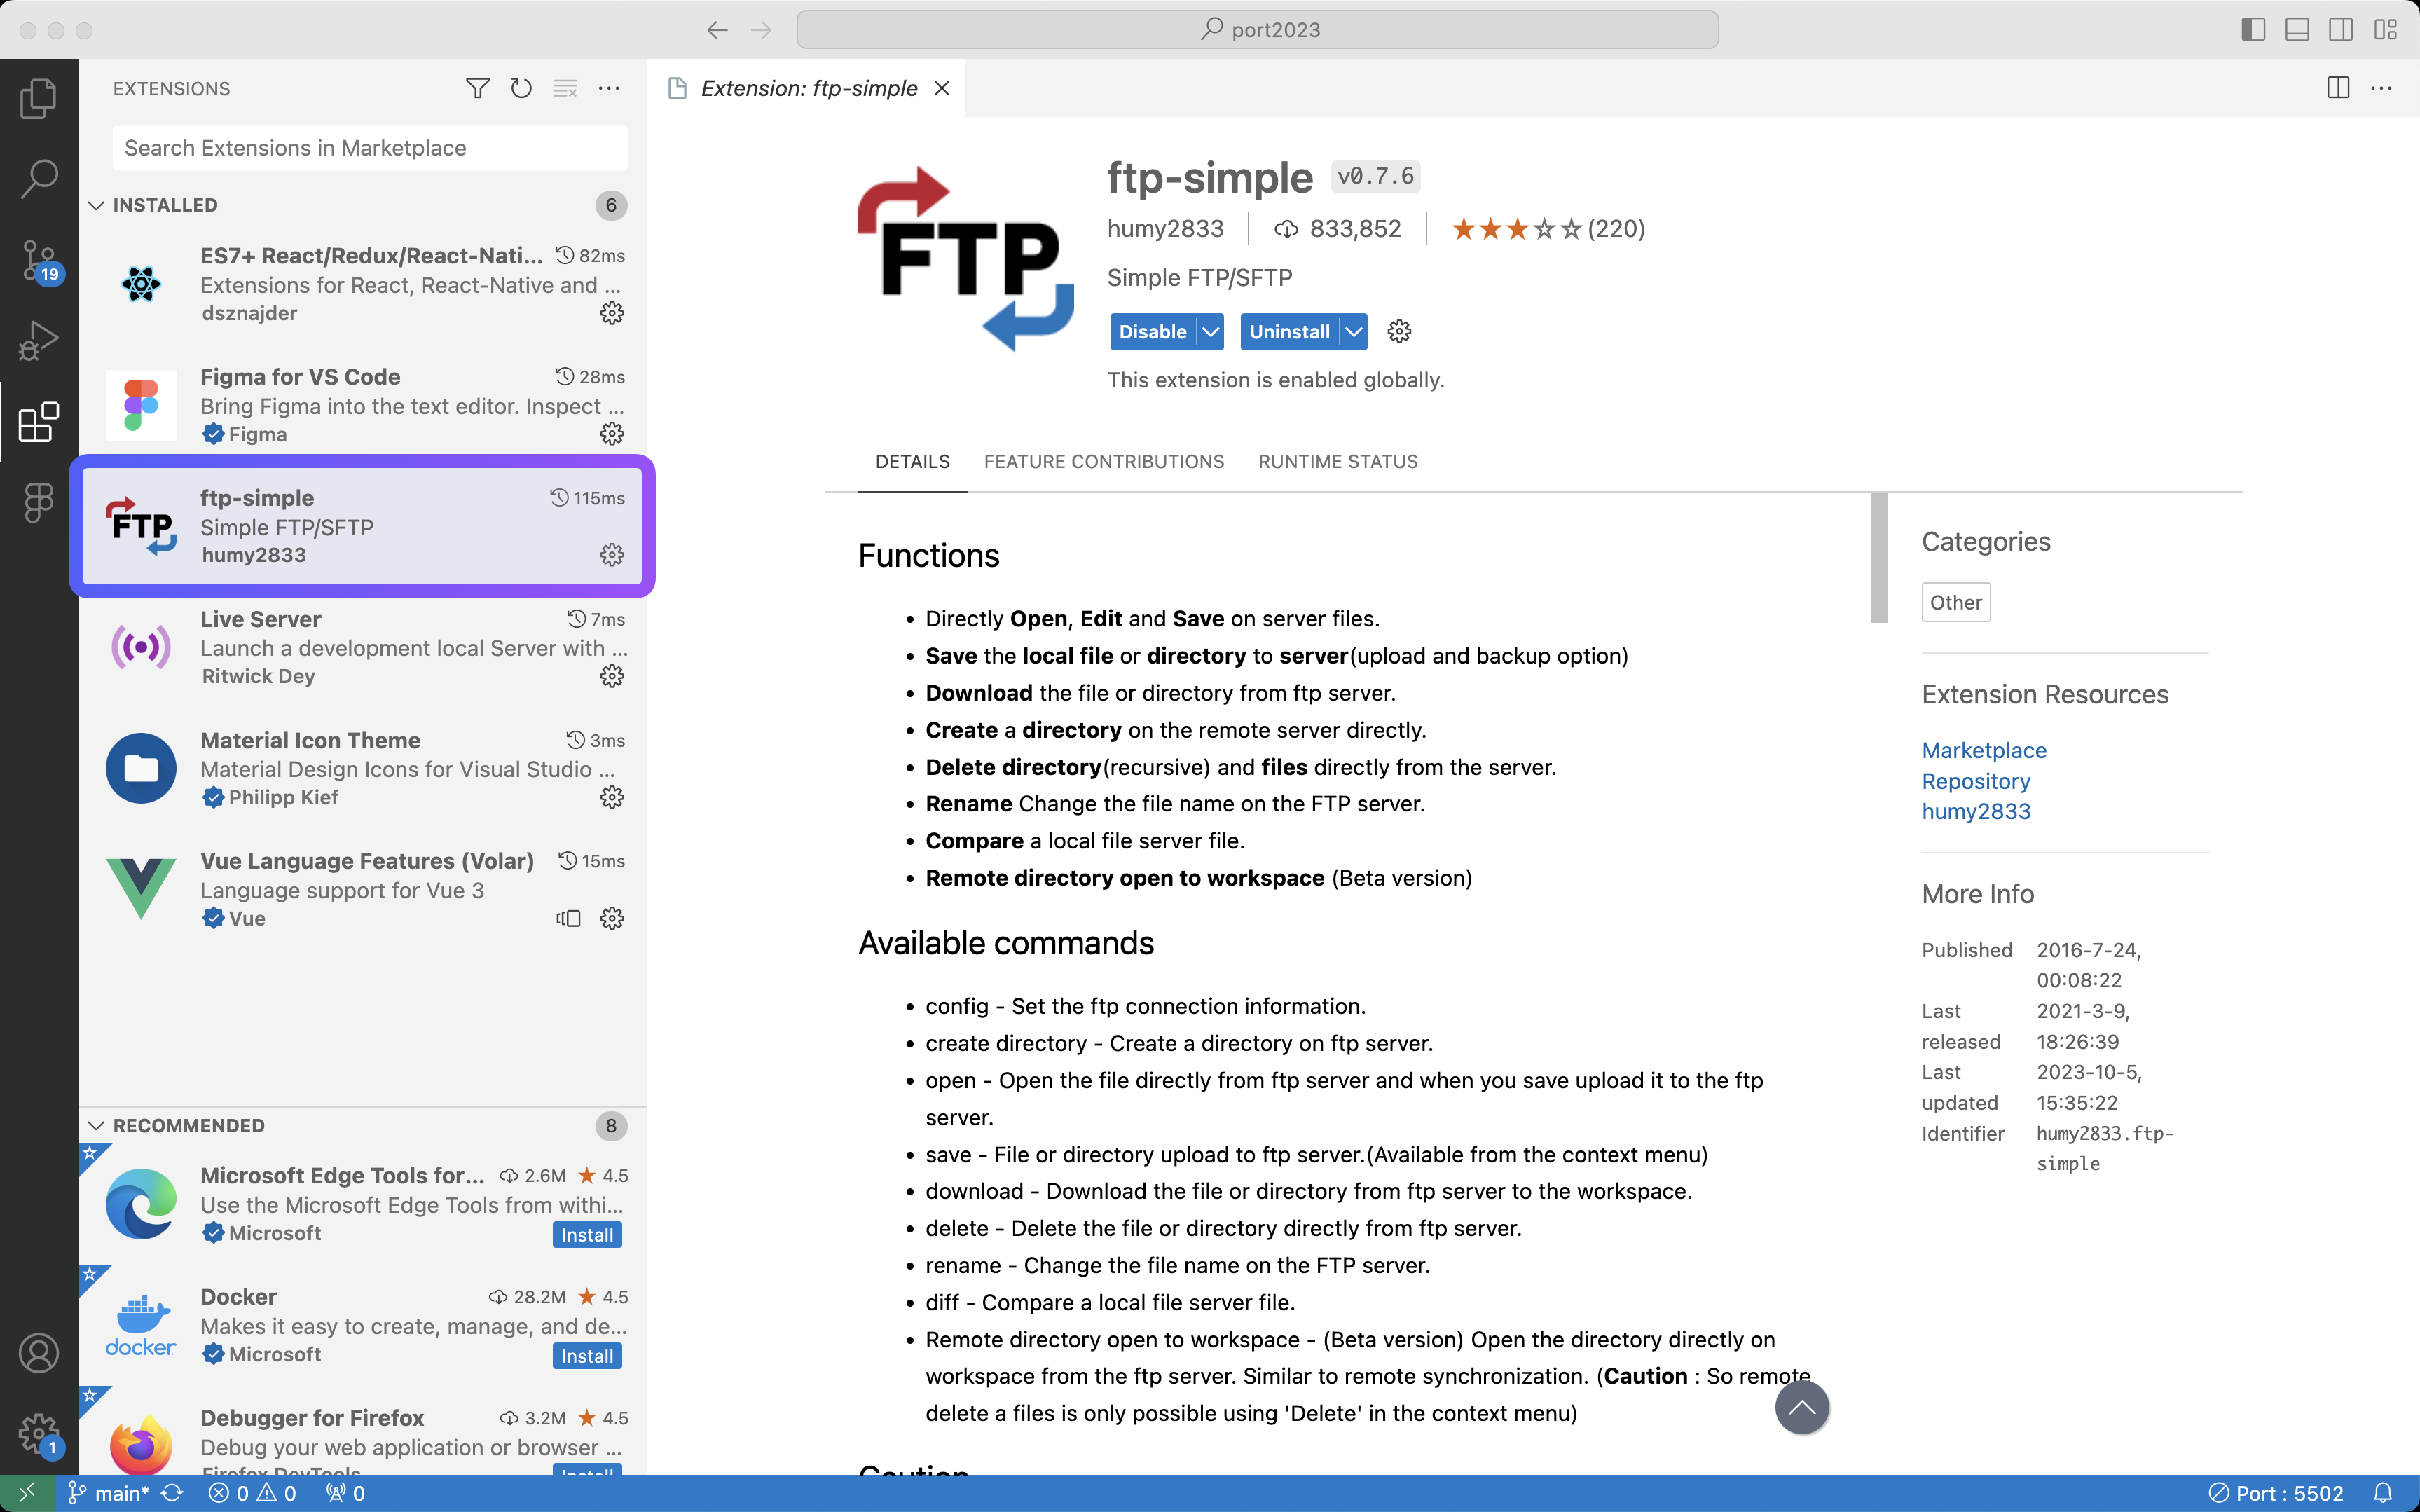 port2023
EXTENSIONS
Search Extensions in Marketplace
INSTALLED 6
ES7+ React/Redux/React-Nati... 82ms
Extensions for React, React-Native and ...
dsznajder
Figma for VS Code 28ms
Bring Figma into the text editor. Inspect ...
Figma
FTP
ftp-simple 115ms
Simple FTP/SFTP
humy2833
Live Server 7ms
Launch a development local Server with ...
Ritwick Dey
Material Icon Theme 3ms
Material Design Icons for Visual Studio ...
Philipp Kief
Vue Language Features (Volar) 15ms
Language support for Vue 3
Vue
RECOMMENDED 8
Microsoft Edge Tools for... 2.6M 4.5
Use the Microsoft Edge Tools from withi...
Microsoft Install
Docker 28.2M 4.5
Makes it easy to create, manage, and de...
docker
Microsoft Install
Debugger for Firefox 3.2M 4.5
Debug your web application or browser ...
Firefox DevTools Install
19
1
Extension: ftp-simple
FTP
ftp-simple v0.7.6
humy2833 833,852 (220)
Simple FTP/SFTP
Disable Uninstall
This extension is enabled globally.
DETAILS FEATURE CONTRIBUTIONS RUNTIME STATUS
Functions
• Directly Open, Edit and Save on server files.
• Save the local file or directory to server(upload and backup option)
• Download the file or directory from ftp server.
• Create a directory on the remote server directly.
• Delete directory(recursive) and files directly from the server.
• Rename Change the file name on the FTP server.
• Compare a local file server file.
• Remote directory open to workspace (Beta version)
Available commands
• config - Set the ftp connection information.
• create directory - Create a directory on ftp server.
• open - Open the file directly from ftp server and when you save upload it to the ftp
server.
• save - File or directory upload to ftp server.(Available from the context menu)
• download - Download the file or directory from ftp server to the workspace.
• delete - Delete the file or directory directly from ftp server.
• rename - Change the file name on the FTP server.
• diff - Compare a local file server file.
• Remote directory open to workspace - (Beta version) Open the directory directly on
workspace from the ftp server. Similar to remote synchronization. (Caution : So remote
delete a files is only possible using 'Delete' in the context menu)
Caution
Categories
Other
Extension Resources
Marketplace
Repository
humy2833
More Info
Published 2016-7-24,
00:08:22
Last 2021-3-9,
released 18:26:39
Last 2023-10-5,
updated 15:35:22
Identifier humy2833.ftp-
simple
main* 0 0 0
Port : 5502